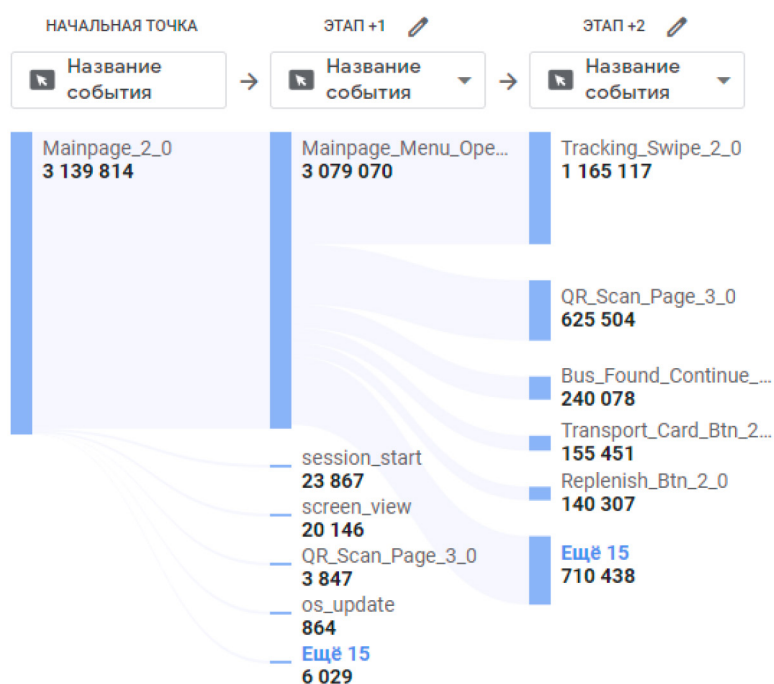 НАЧАЛЬНАЯ ТОЧКА
ЭТАП +1
ЭТАП +2
Название
события
Название
события
Название
события
Mainpage_2_0
3 139 814
Mainpage_Menu_Ope...
3 079 070
session_start
23 867
screen_view
20 146
QR_Scan_Page_3_0
3 847
os_update
864
Ещё 15
6 029
Tracking_Swipe_2_0
1 165 117
QR_Scan_Page_3_0
625 504
Bus_Found_Continue_...
240 078
Transport_Card_Btn_2...
155 451
Replenish_Btn_2_0
140 307
Ещё 15
710 438